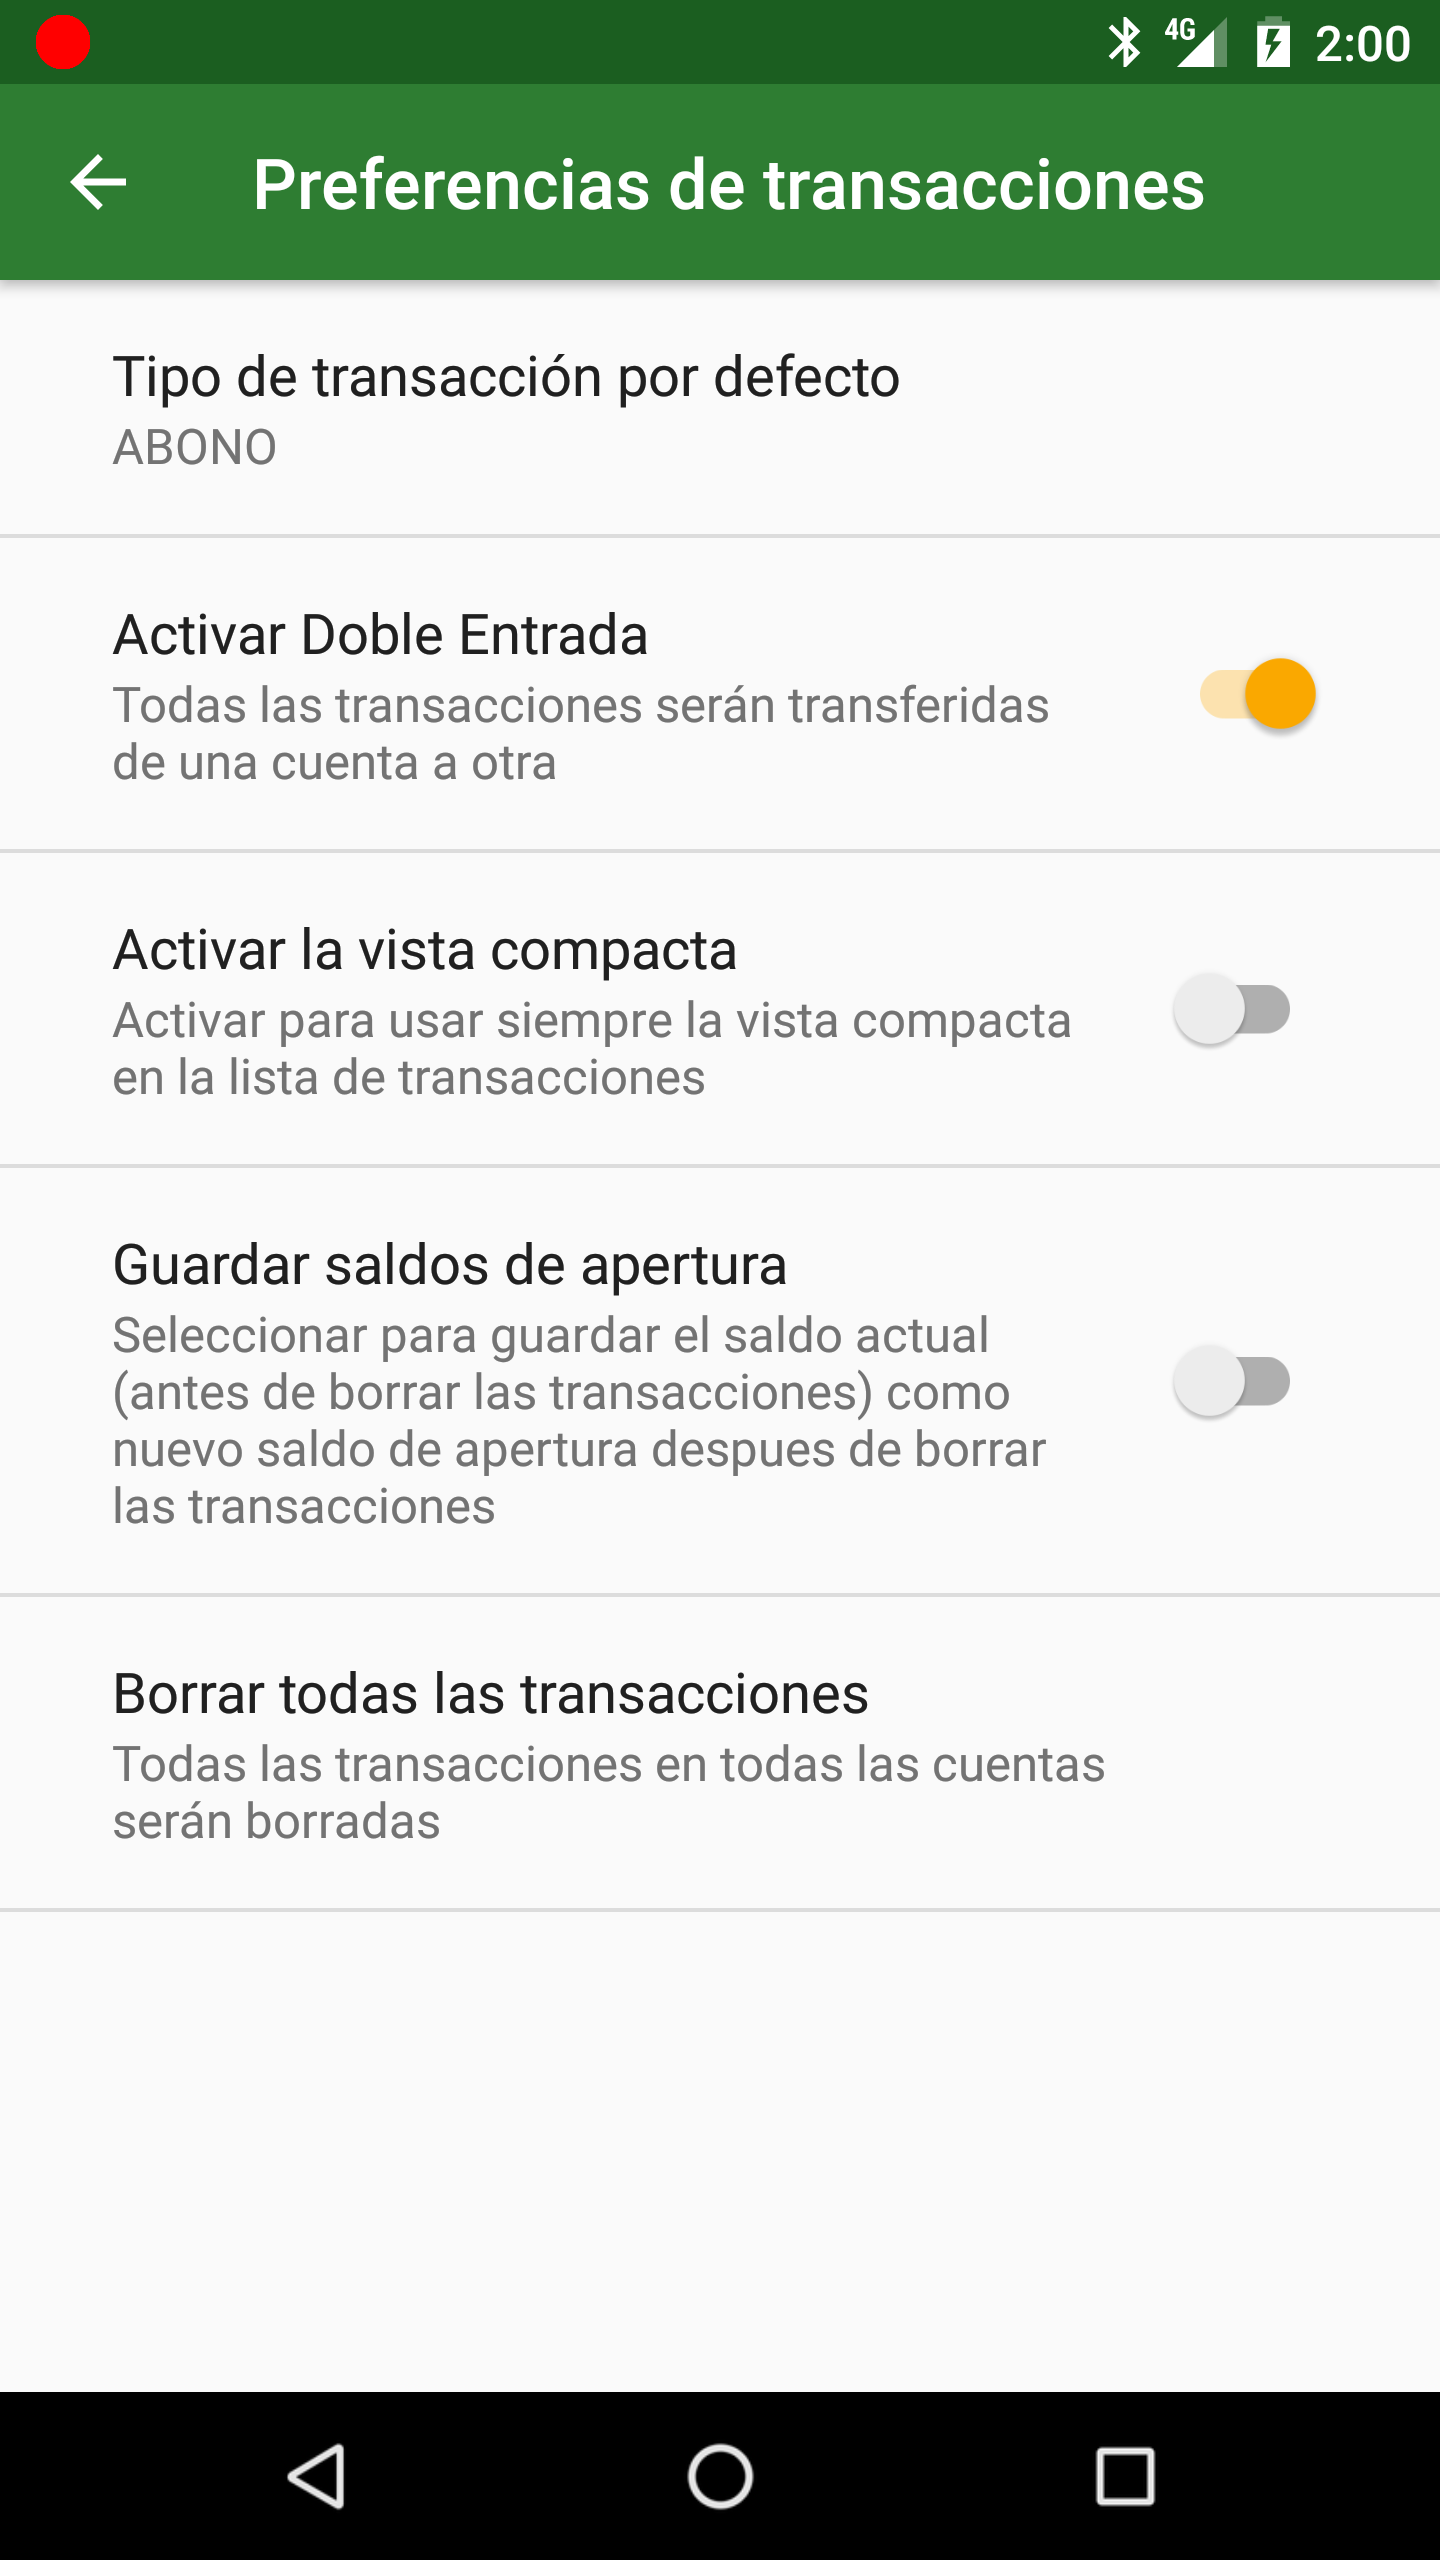 4G 2:00
Preferencias de transacciones
Tipo de transacción por defecto
ABONO
Activar Doble Entrada
Todas las transacciones serán transferidas
de una cuenta a otra
Activar la vista compacta
Activar para usar siempre la vista compacta
en la lista de transacciones
Guardar saldos de apertura
Seleccionar para guardar el saldo actual
(antes de borrar las transacciones) como
nuevo saldo de apertura despues de borrar
las transacciones
Borrar todas las transacciones
Todas las transacciones en todas las cuentas
serán borradas